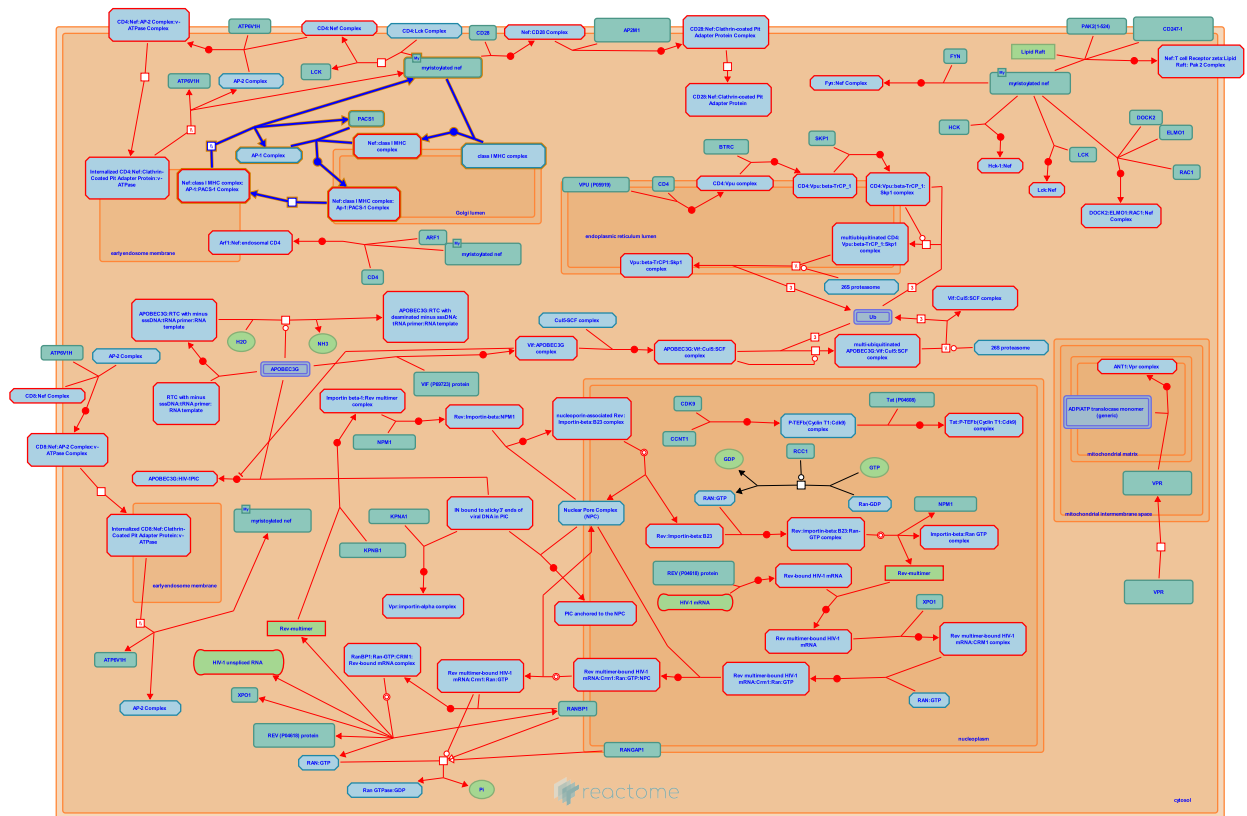 CD4:Nef:AP-2 Complex:v-
ATPase Complex
ATP6V1H
CD4:Nef Complex
CD4:Lck Complex
CD28
Nef:CD28 Complex
AP2M1
CD28:Nef:Clathrin-coated Pit
Adapter Protein Complex
PAK2(1-524)
CD247-1
Lipid Raft
Nef:T cell Receptor zeta:Lipid
Raft: Pak 2 Complex
LCK
ATP6V1H
AP-2 Complex
myristoylated nef
FYN
Fyn:Nef Complex
myristoylated nef
CD28:Nef:Clathrin-coated Pit
Adapter Protein
PACS1
AP-1 Complex
Nef:class I MHC
complex
class I MHC complex
HCK
DOCK2
ELMO1
Hck-1:Nef
LCK
RAC1
Lck:Nef
DOCK2:ELMO1:RAC1:Nef
Complex
SKP1
BTRC
Internalized CD4:Nef:Clathrin-
Coated Pit Adapter Protein:v-
ATPase
Nef:class I MHC complex:
AP-1:PACS-1 Complex
Nef:class I MHC complex:
Ap-1:PACS-1 Complex
Golgi lumen
VPU (P05919)
CD4
CD4:Vpu complex
CD4:Vpu:beta-TrCP_1
CD4:Vpu:beta-TrCP_1:
Skp1 complex
endoplasmic reticulum lumen
multiubiquitinated CD4:
Vpu:beta-TrCP_1:Skp1
complex
Vpu:beta-TrCP1:Skp1
complex
early endosome membrane
Arf1:Nef:endosomal CD4
ARF1
myristoylated nef
CD4
26S proteasome
3
3
Vif:Cul5:SCF complex
Ub
3
3
APOBEC3G:RTC with minus
sssDNA:tRNA primer:RNA
template
APOBEC3G:RTC with
deaminated minus sssDNA:
tRNA primer:RNA template
H2O
NH3
Cul5-SCF complex
Vif:APOBEC3G
complex
APOBEC3G:Vif:Cul5:SCF
complex
multi-ubiquitinated
APOBEC3G:Vif:Cul5:SCF
complex
26S proteasome
ATP6V1H
AP-2 Complex
APOBEC3G
VIF (P69723) protein
CD8:Nef Complex
RTC with minus
sssDNA:tRNA primer:
RNA template
ANT1:Vpr complex
ADP/ATP translocase monomer
(generic)
mitochondrial matrix
VPR
mitochondrial intermembrane space
VPR
Importin beta-1:Rev multimer
complex
Rev:Importin-beta:NPM1
nucleoporin-associated Rev:
Importin-beta:B23 complex
NPM1
CDK9
CCNT1
P-TEFb(Cyclin T1:Cdk9)
complex
Tat (P04608)
Tat:P-TEFb(Cyclin T1:Cdk9)
complex
CD8:Nef:AP-2 Complex:v-
ATPase Complex
APOBEC3G:HIV-1 PIC
RCC1
GDP
GTP
RAN:GTP
Ran-GDP
IN bound to sticky 3' ends of
viral DNA in PIC
Nuclear Pore Complex
(NPC)
NPM1
Internalized CD8:Nef:Clathrin-
Coated Pit Adapter Protein:v-
ATPase
myristoylated nef
KPNA1
KPNB1
Rev:Importin-beta:B23
Rev:Importin-beta:B23:Ran-
GTP complex
Importin-beta:Ran GTP
complex
early endosome membrane
REV (P04618) protein
Rev-bound HIV-1 mRNA
Rev-multimer
HIV-1 mRNA
Vpr:importin-alpha complex
PIC anchored to the NPC
XPO1
Rev-multimer
Rev multimer-bound HIV-1
mRNA
Rev multimer-bound HIV-1
mRNA:CRM1 complex
ATP6V1H
HIV-1 unspliced RNA
RanBP1:Ran-GTP:CRM1:
Rev-bound mRNA complex
Rev multimer-bound HIV-1
mRNA:Crm1:Ran:GTP
Rev multimer-bound HIV-1
mRNA:Crm1:Ran:GTP:NPC
Rev multimer-bound HIV-1
mRNA:Crm1:Ran:GTP
XPO1
RAN:GTP
AP-2 Complex
RANBP1
REV (P04618) protein
RAN:GTP
RANGAP1
nucleoplasm
Ran GTPase:GDP
Pi
reactome
cytosol